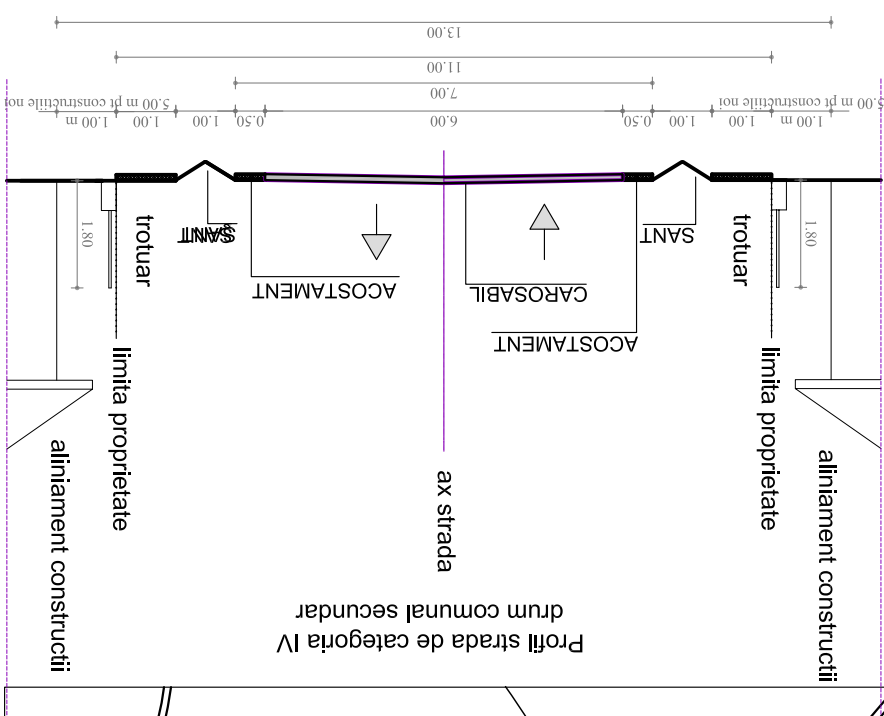 Profil strada de categoria IV
drum comunal secundar
aliniament constructii
limita proprietate
ax strada
limita proprietate
aliniament constructii
ACOSTAMENT
CAROSABIL
ACOSTAMENT
1.80
trotuar
SANT
SANT
trotuar
1.80
1.00 m
1.00
1.00
0.50
6.00
0.50
1.00
1.00
1.00 m
5.00 m pt constructiile noi
5.00 m pt constructiile noi
7.00
11.00
13.00